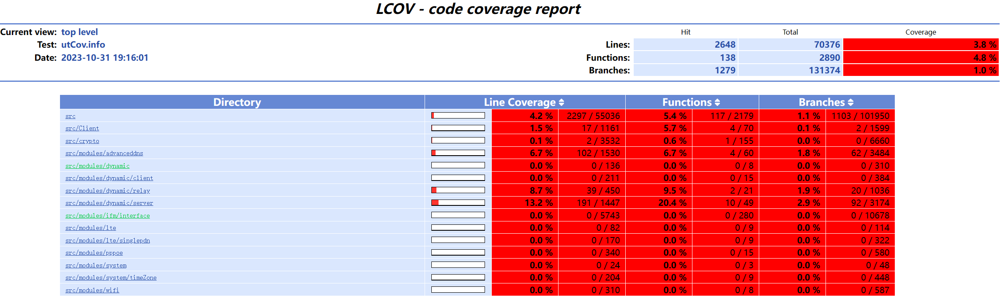 LCOV - code coverage report
Current view: top level Hit Total Coverage
Test: utCov.info Lines: 2648 70376 3.8 %
Date: 2023-10-31 19:16:01 Functions: 138 2890 4.8 %
Branches: 1279 131374 1.0 %
Directory Line Coverage Functions Branches
src 4.2 % 2297 / 55036 5.4 % 117 / 2179 1.1 % 1103 / 101950
src/Client 1.5 % 17 / 1161 5.7 % 4 / 70 0.1 % 2 / 1599
src/crypto 0.1 % 2 / 3532 0.6 % 1 / 155 0.0 % 0 / 6660
src/modules/advanceddns 6.7 % 102 / 1530 6.7 % 4 / 60 1.8 % 62 / 3484
src/modules/dynamic 0.0 % 0 / 136 0.0 % 0 / 8 0.0 % 0 / 310
src/modules/dynamic/client 0.0 % 0 / 211 0.0 % 0 / 15 0.0 % 0 / 384
src/modules/dynamic/relay 8.7 % 39 / 450 9.5 % 2 / 21 1.9 % 20 / 1036
src/modules/dynamic/server 13.2 % 191 / 1447 20.4 % 10 / 49 2.9 % 92 / 3174
src/modules/ifm/interface 0.0 % 0 / 5743 0.0 % 0 / 280 0.0 % 0 / 10678
src/modules/lte 0.0 % 0 / 82 0.0 % 0 / 9 0.0 % 0 / 114
src/modules/lte/singlepdn 0.0 % 0 / 170 0.0 % 0 / 9 0.0 % 0 / 322
src/modules/pppoe 0.0 % 0 / 340 0.0 % 0 / 15 0.0 % 0 / 580
src/modules/system 0.0 % 0 / 24 0.0 % 0 / 3 0.0 % 0 / 48
src/modules/system/timeZone 0.0 % 0 / 204 0.0 % 0 / 9 0.0 % 0 / 448
src/modules/wifi 0.0 % 0 / 310 0.0 % 0 / 8 0.0 % 0 / 587